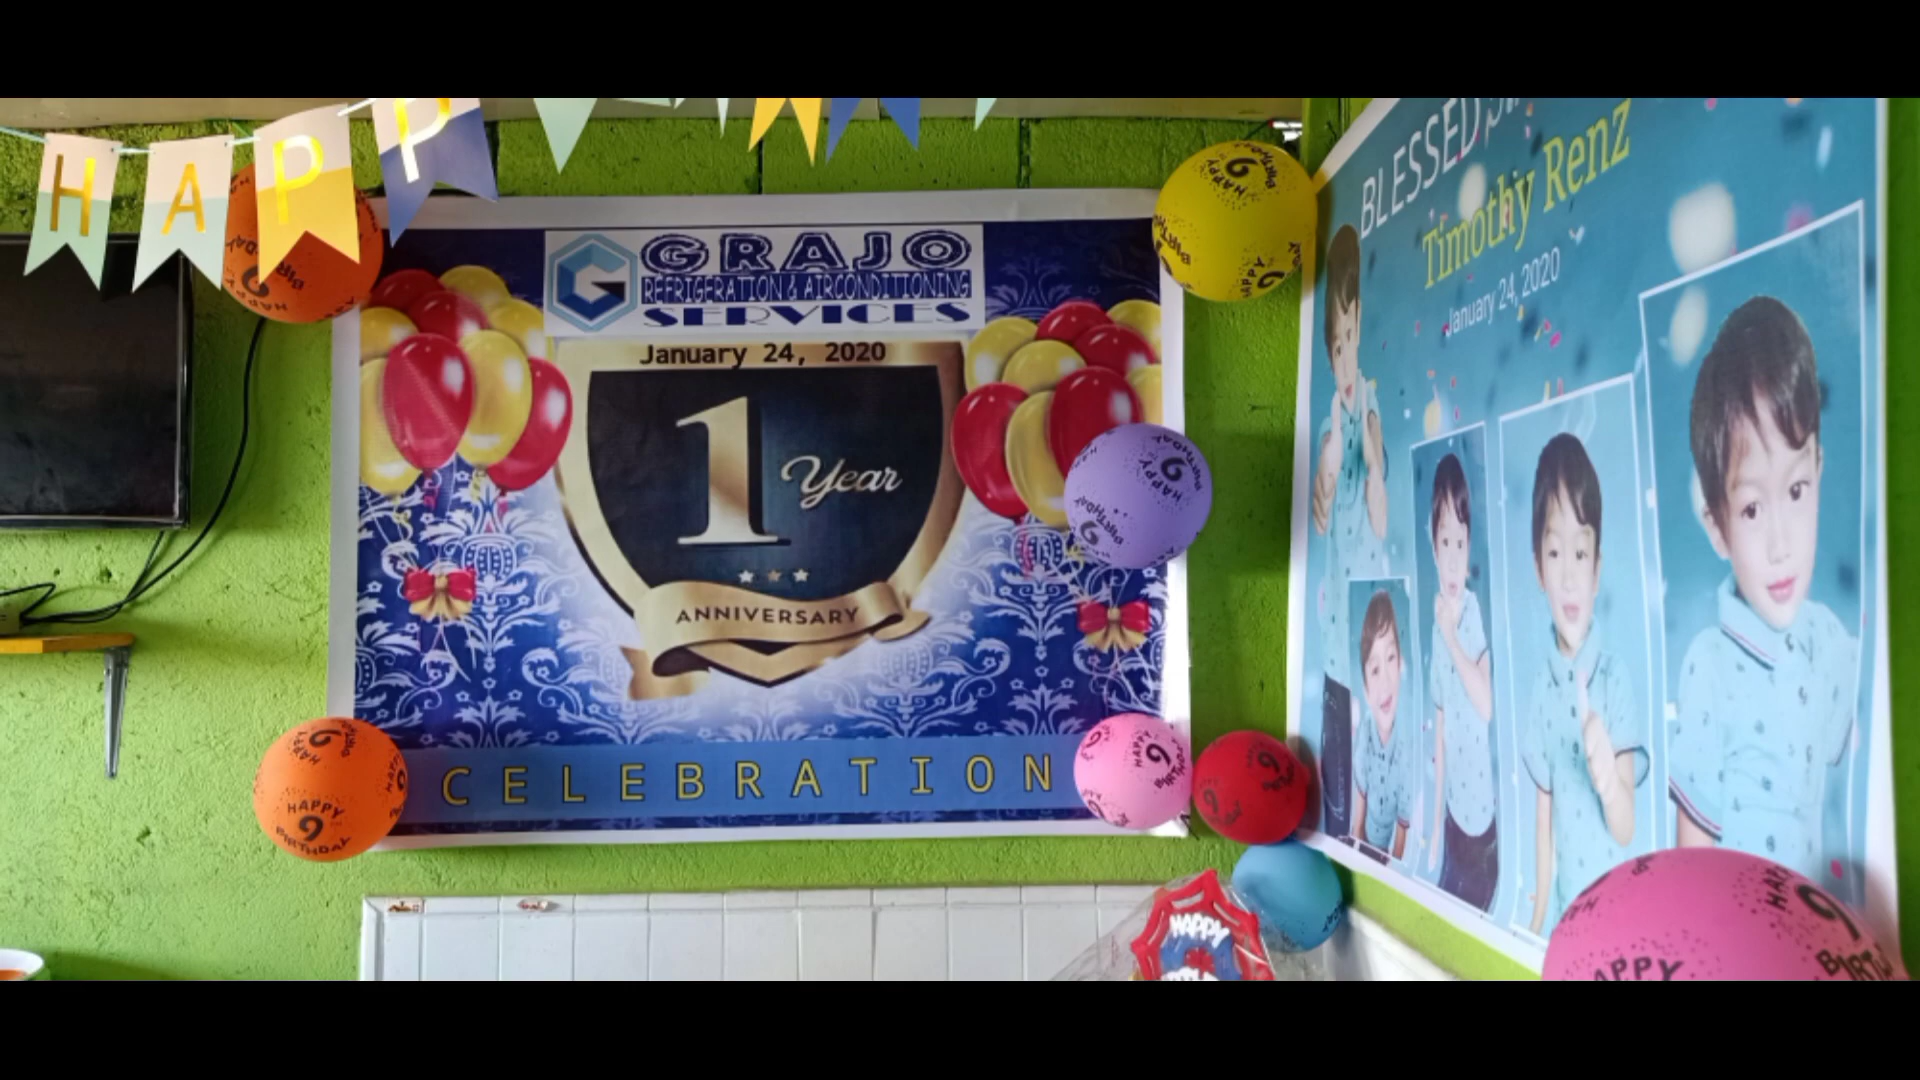 HAPP
GRAJO
REFRIGERATION & AIRCONDITIONING
SERVICES
January 24, 2020
1 Year
ANNIVERSARY
CELEBRATION
BLESSED
Timothy Renz
January 24, 2020
HAPPY
9
BIRTHDAY
HAPPY
9
BIRTHDAY
HAPPY
9
BIRTHDAY
HAPPY
9
HAPPY